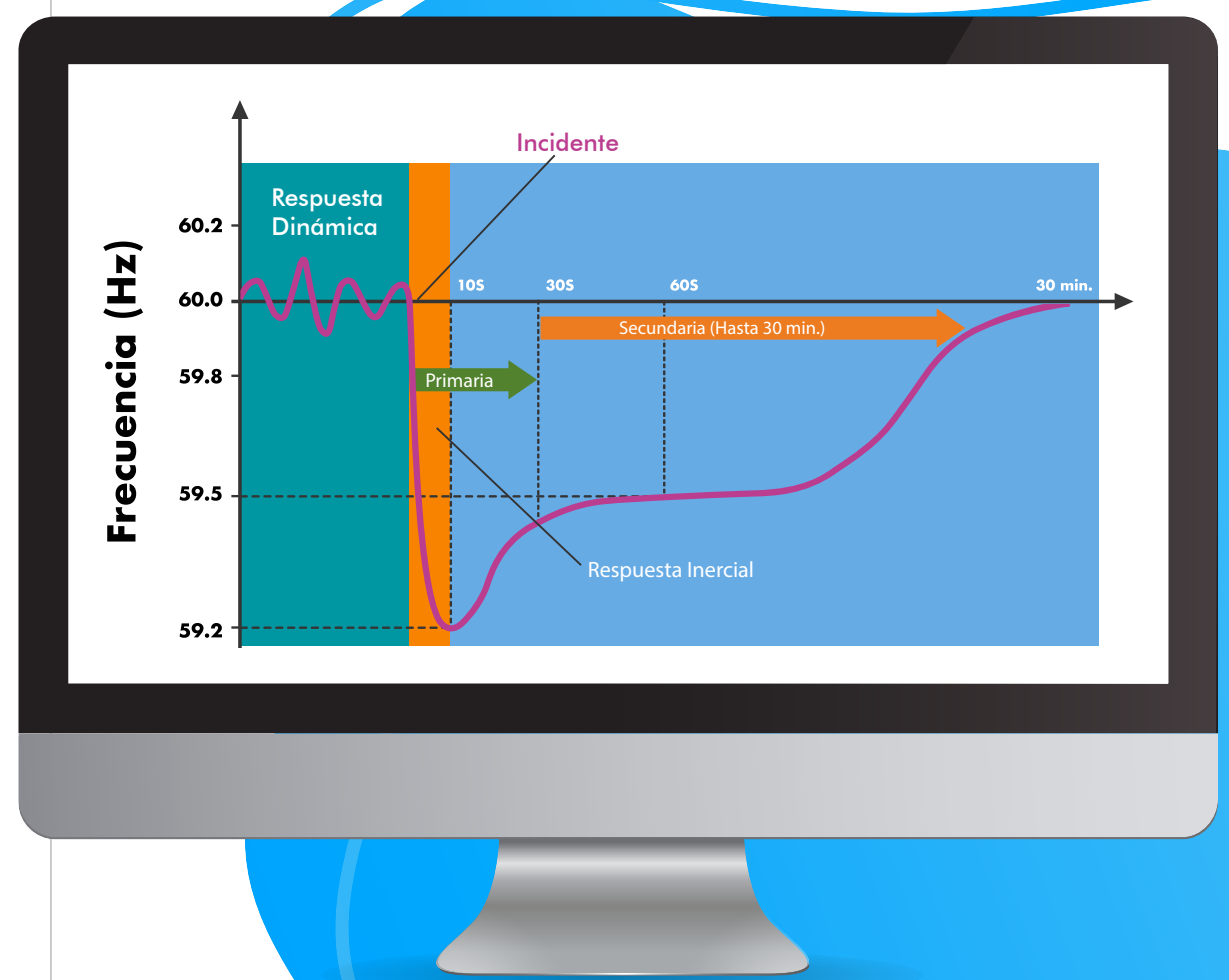 Incidente
Respuesta
Dinámica
60.2
60.0
59.8
59.5
59.2
Frecuencia (Hz)
10S
30S
60S
30 min.
Secundaria (Hasta 30 min.)
Primaria
Respuesta Inercial